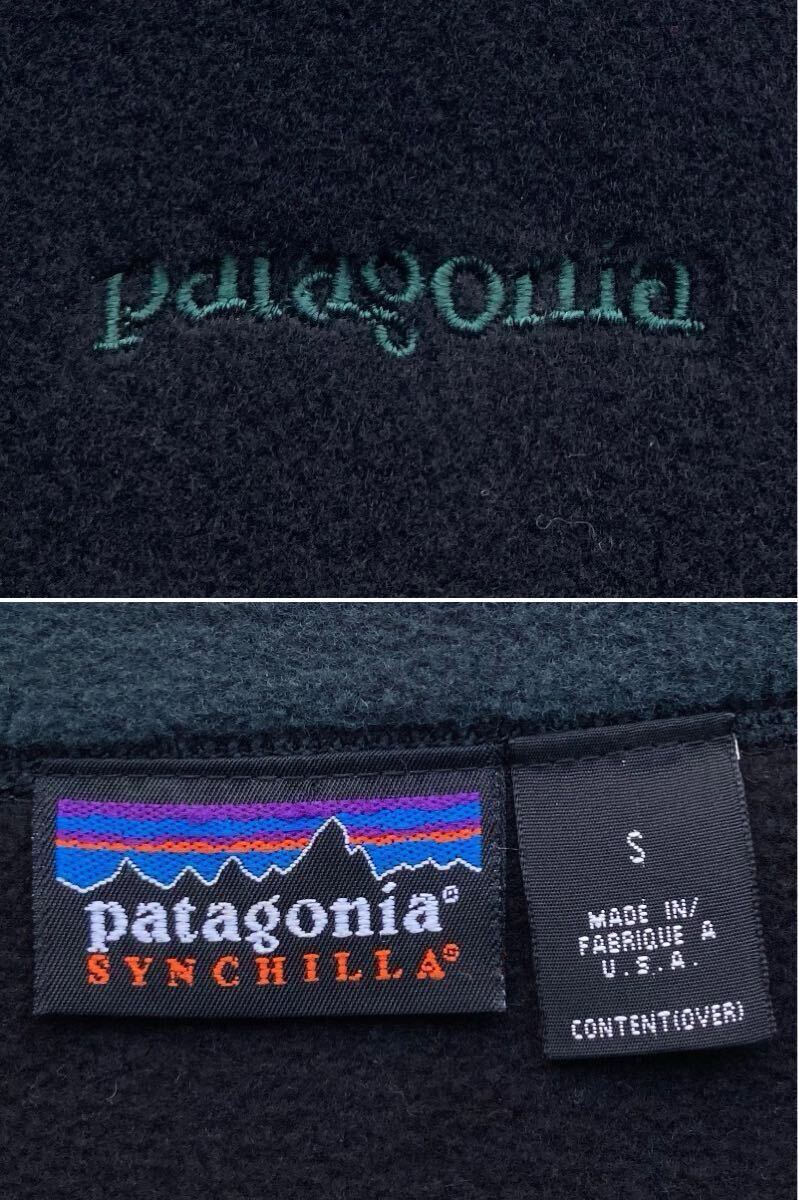 patagonia
patagonia®
SYNCHILLA®
S
MADE IN/
FABRIQUE A
U.S.A.
CONTENT(OVER)